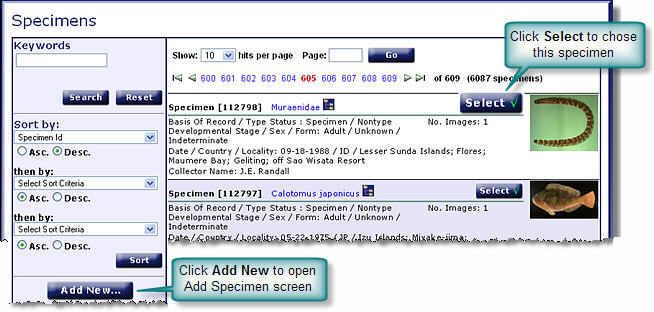 Specimens
Keywords
Search Reset
Sort by:
Specimen Id
Asc. Desc.
then by:
Select Sort Criteria
Asc. Desc.
then by:
Select Sort Criteria
Asc. Desc.
Sort
Add New...
Show: 10 hits per page Page: Go
600 601 602 603 604 605 606 607 608 609 of 609 (6087 specimens)
Click Select to chose
this specimen
Specimen [112798] Muraenidae Select √
Basis Of Record / Type Status : Specimen / Nontype No. Images: 1
Developmental Stage / Sex / Form: Adult / Unknown /
Indeterminate
Date / Country / Locality: 09-18-1988 / ID / Lesser Sunda Islands; Flores;
Maumere Bay; Geliting; off Sao Wisata Resort
Collector Name: J.E. Randall
Specimen [112797] Calotomus japonicus Select √
Basis Of Record / Type Status : Specimen / Nontype No. Images: 1
Developmental Stage / Sex / Form: Adult / Unknown /
Indeterminate
Date / Country / Locality: 05-22-1975 / JP / Izu Islands; Miyake-jima;
Click Add New to open
Add Specimen screen